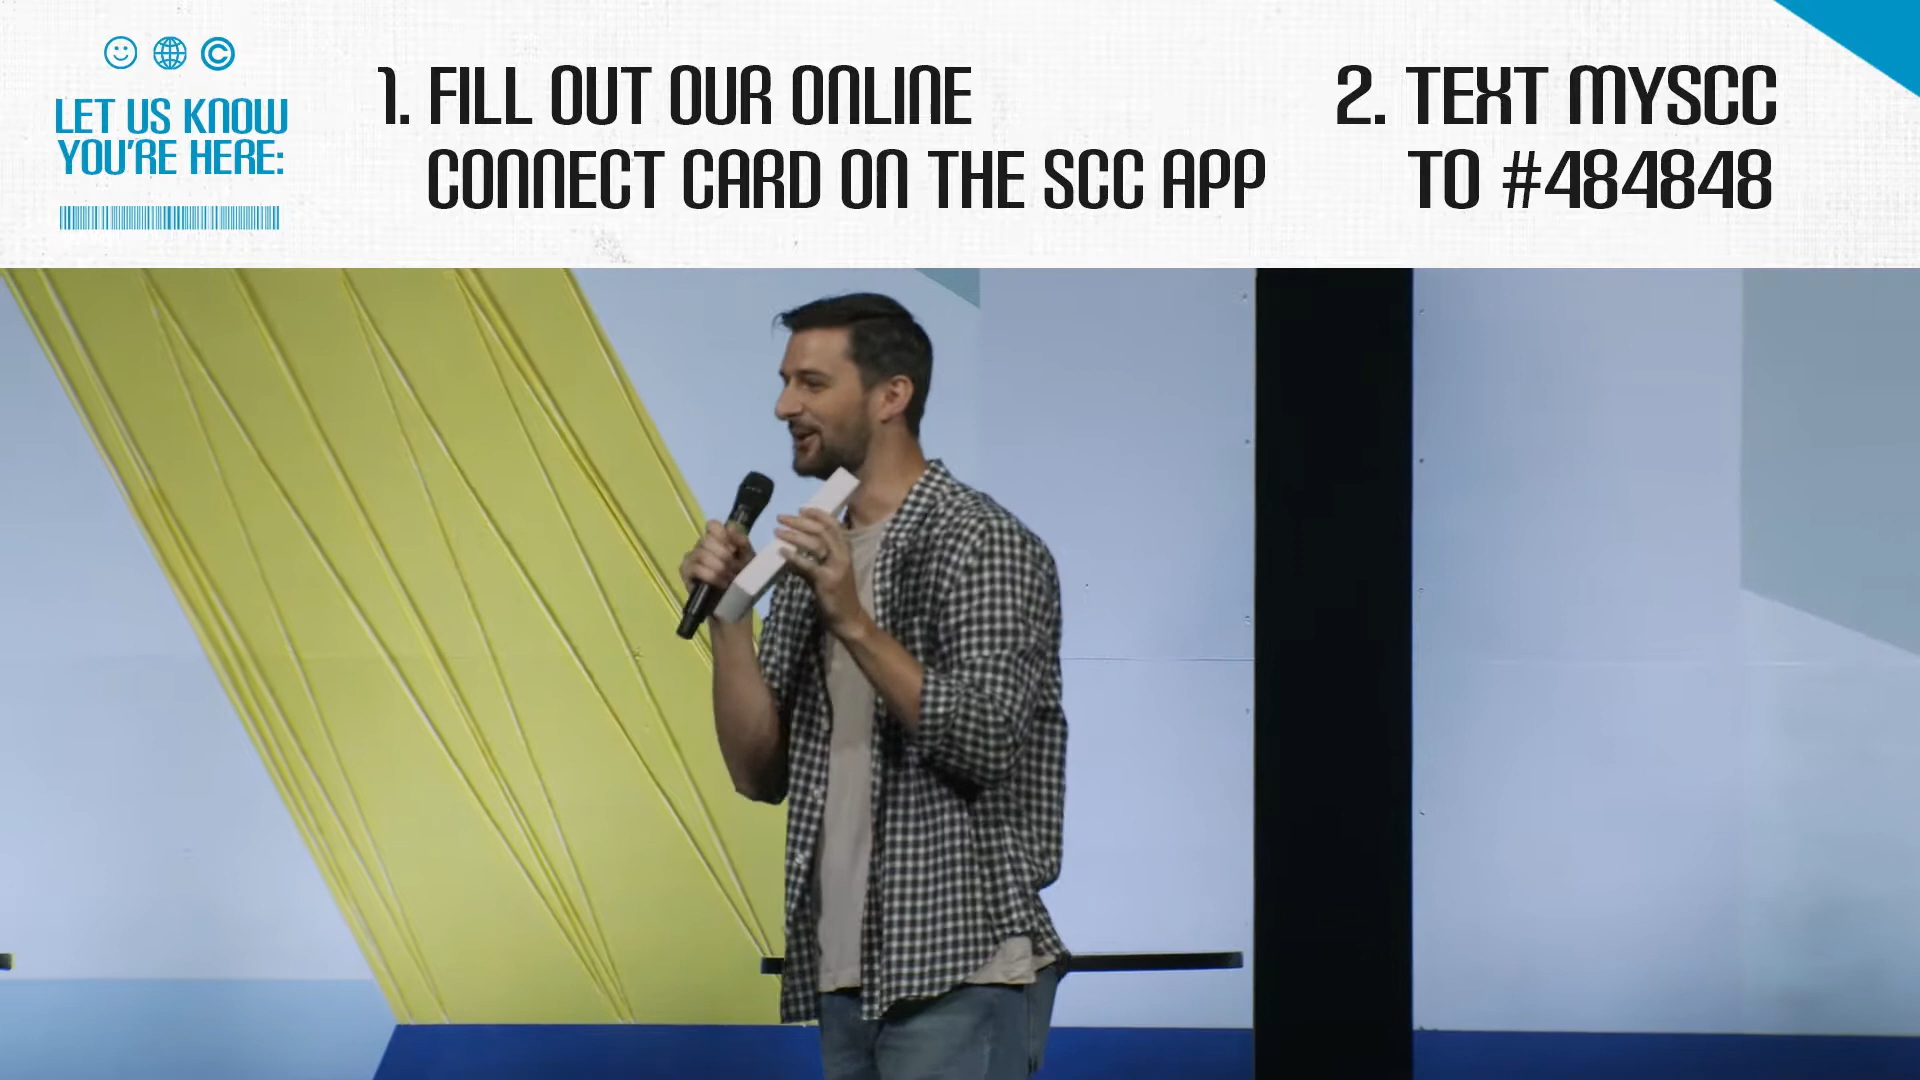 LET US KNOW
YOU'RE HERE:
1. FILL OUT OUR ONLINE
CONNECT CARD ON THE SCC APP
2. TEXT MYSCC
TO #484848